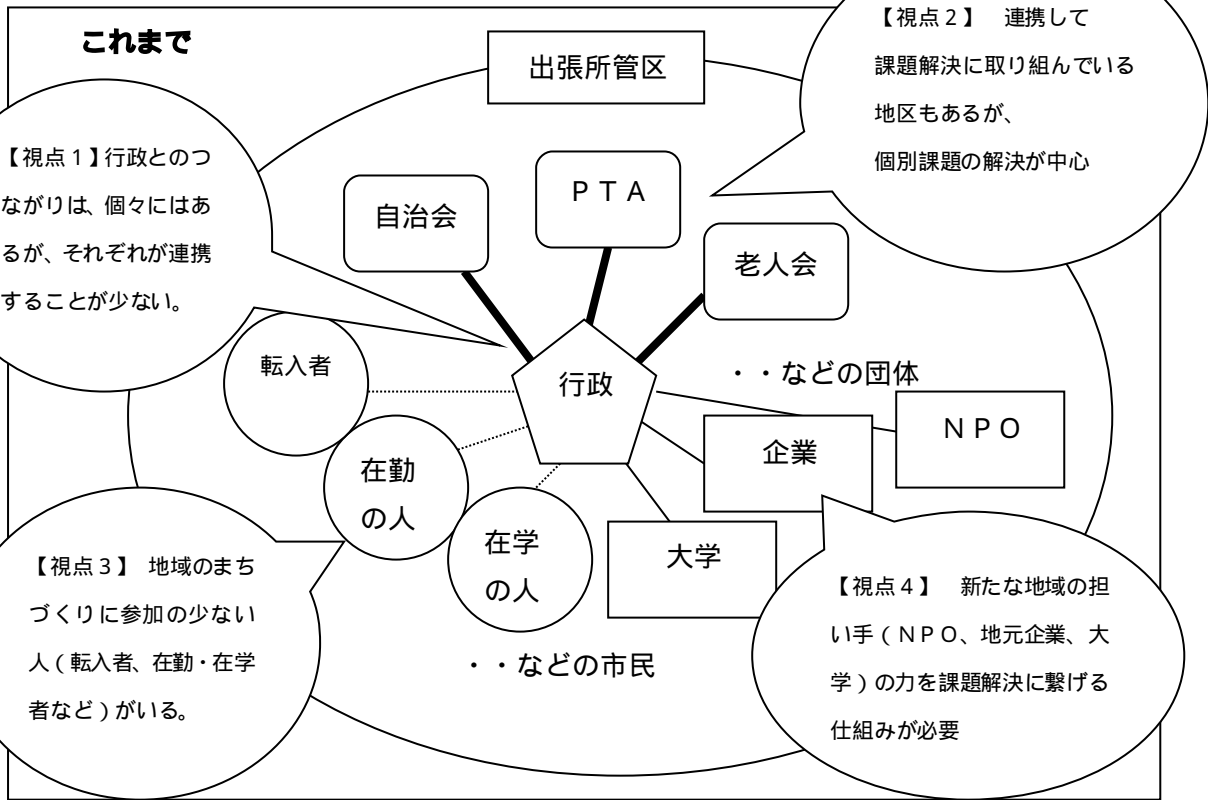 これまで
出張所管区
【視点２】　連携して
課題解決に取り組んでいる
地区もあるが、
個別課題の解決が中心
【視点１】行政とのつ
ながりは、個々にはあ
るが、それぞれが連携
することが少ない。
自治会
ＰＴＡ
老人会
転入者
行政
・・などの団体
ＮＰＯ
企業
在勤
の人
在学
の人
大学
・・などの市民
【視点３】　地域のまち
づくりに参加の少ない
人（転入者、在勤・在学
者など）がいる。
【視点４】　新たな地域の担
い手（ＮＰＯ、地元企業、大
学）の力を課題解決に繋げる
仕組みが必要